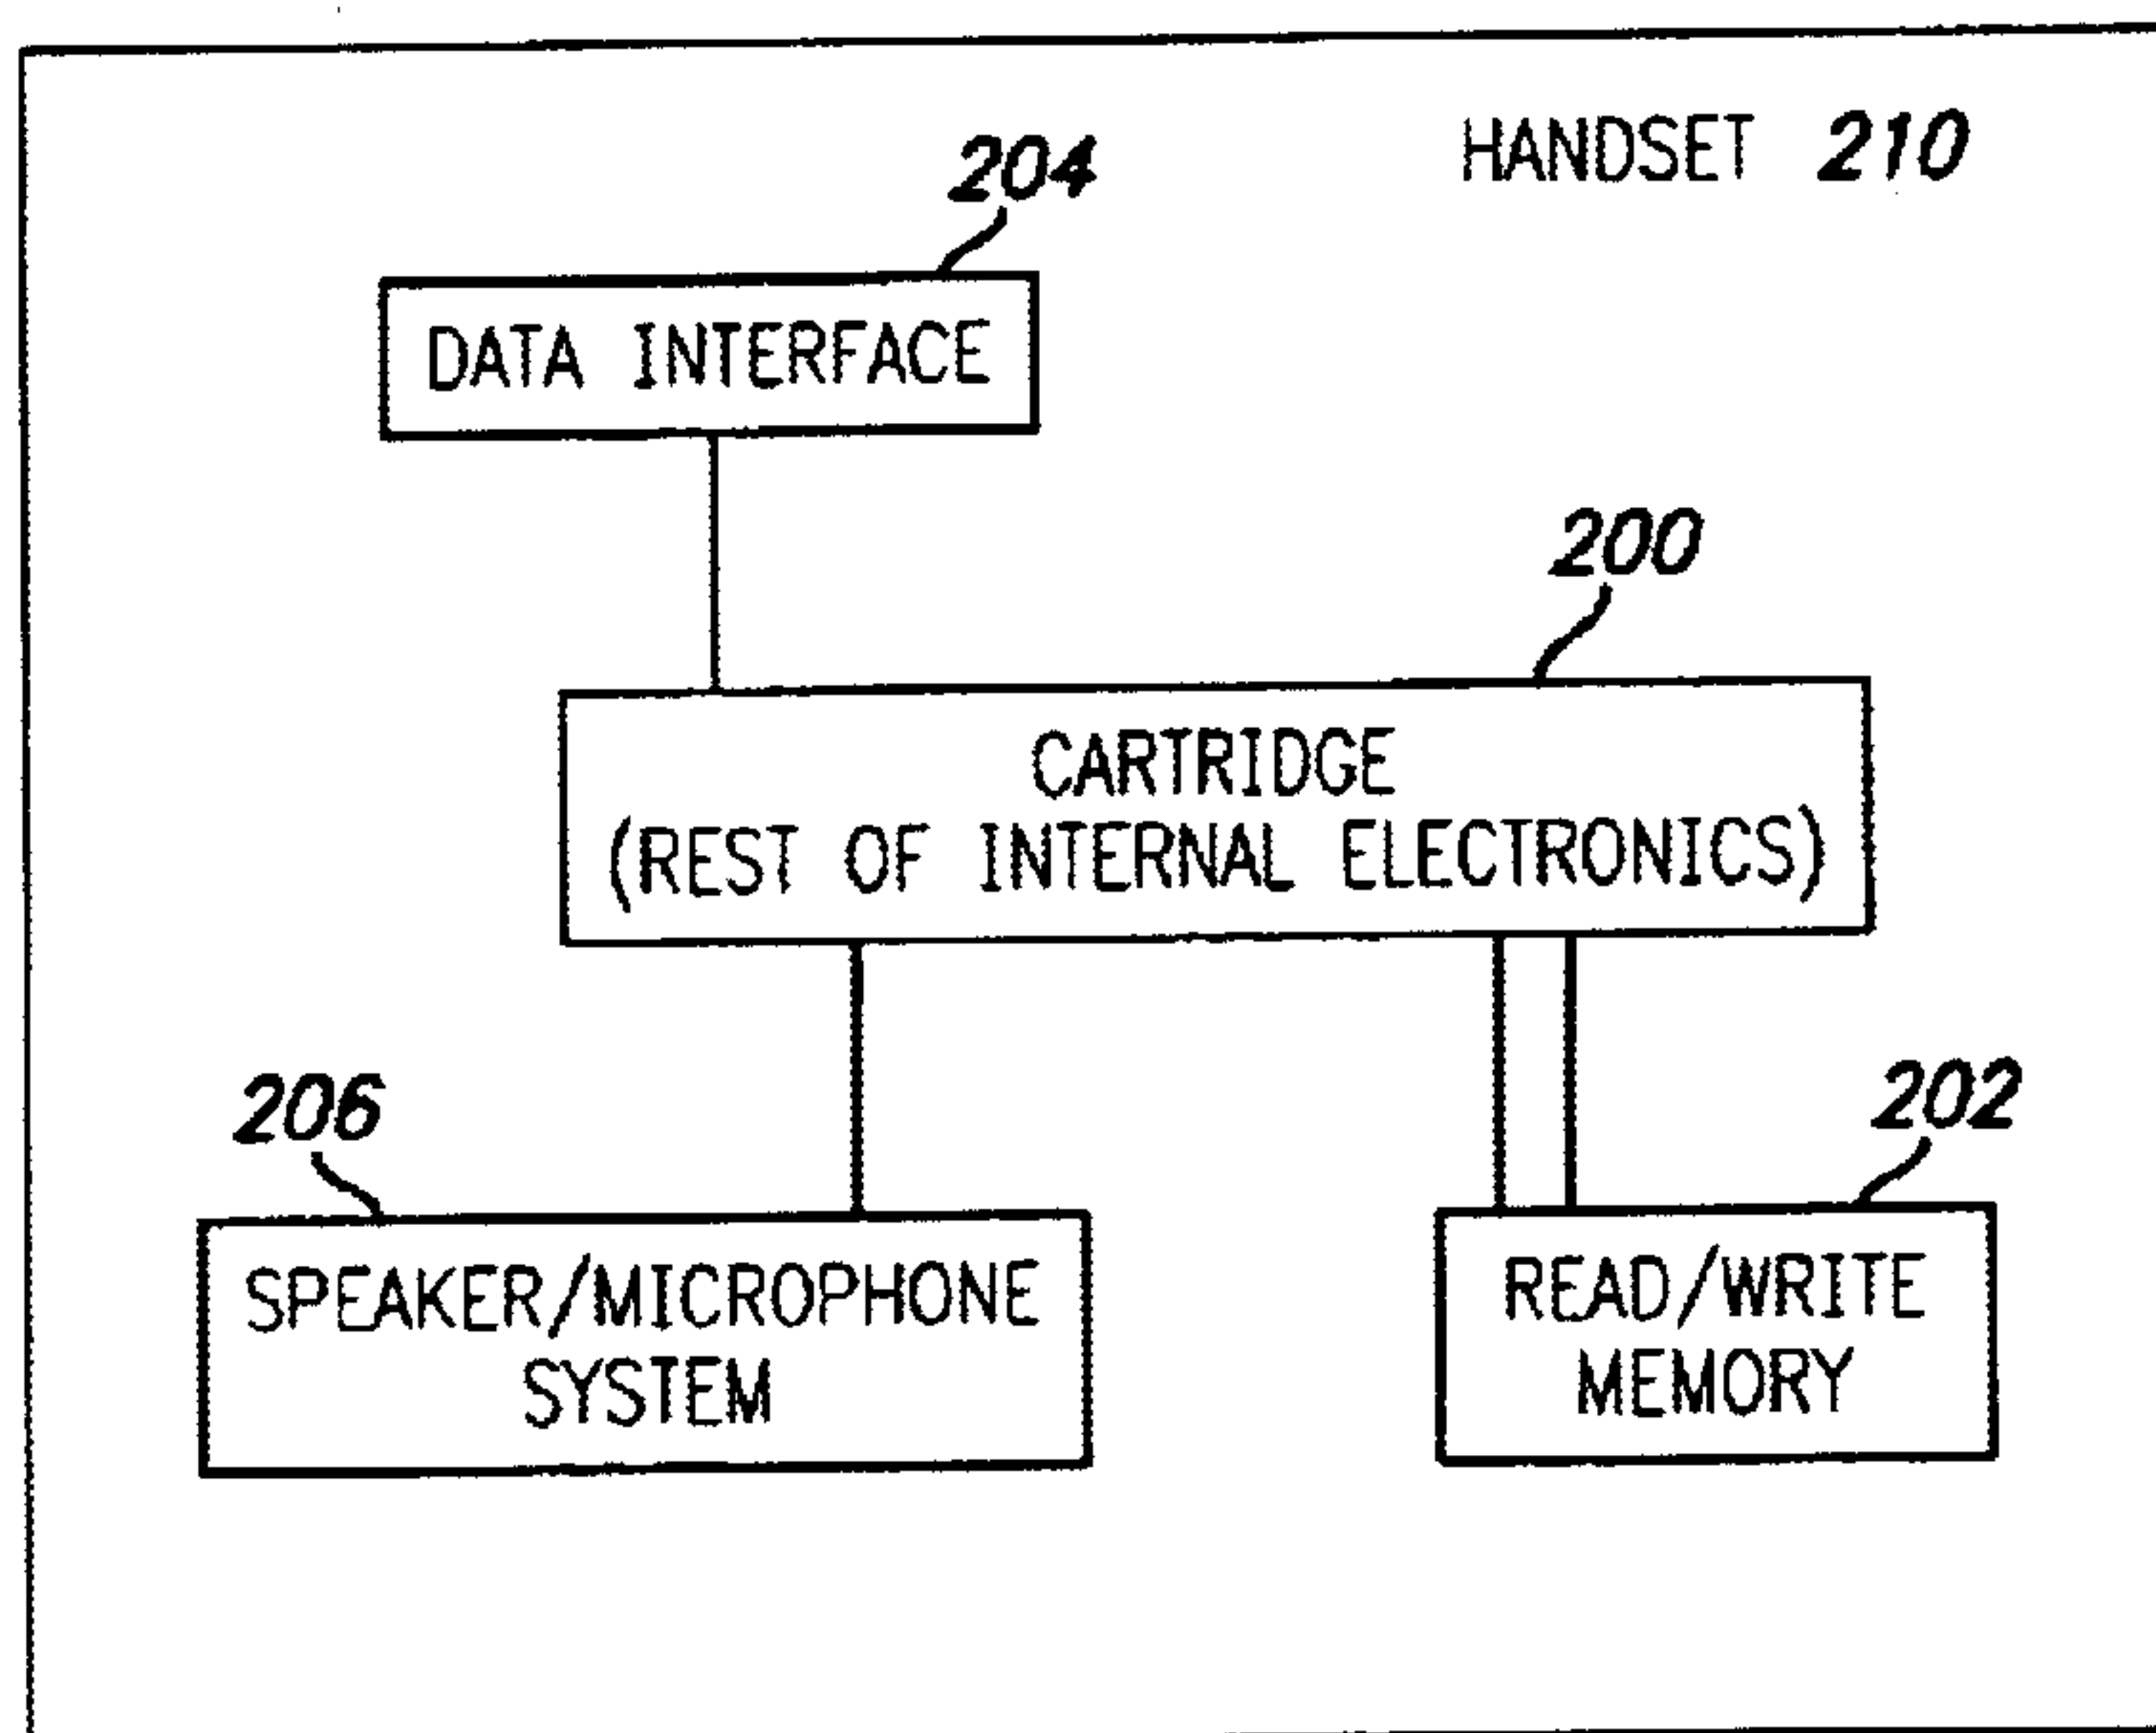 HANDSET 210
204
DATA INTERFACE
200
CARTRIDGE
(REST OF INTERNAL ELECTRONICS)
206
SPEAKER/MICROPHONE
SYSTEM
202
READ/WRITE
MEMORY